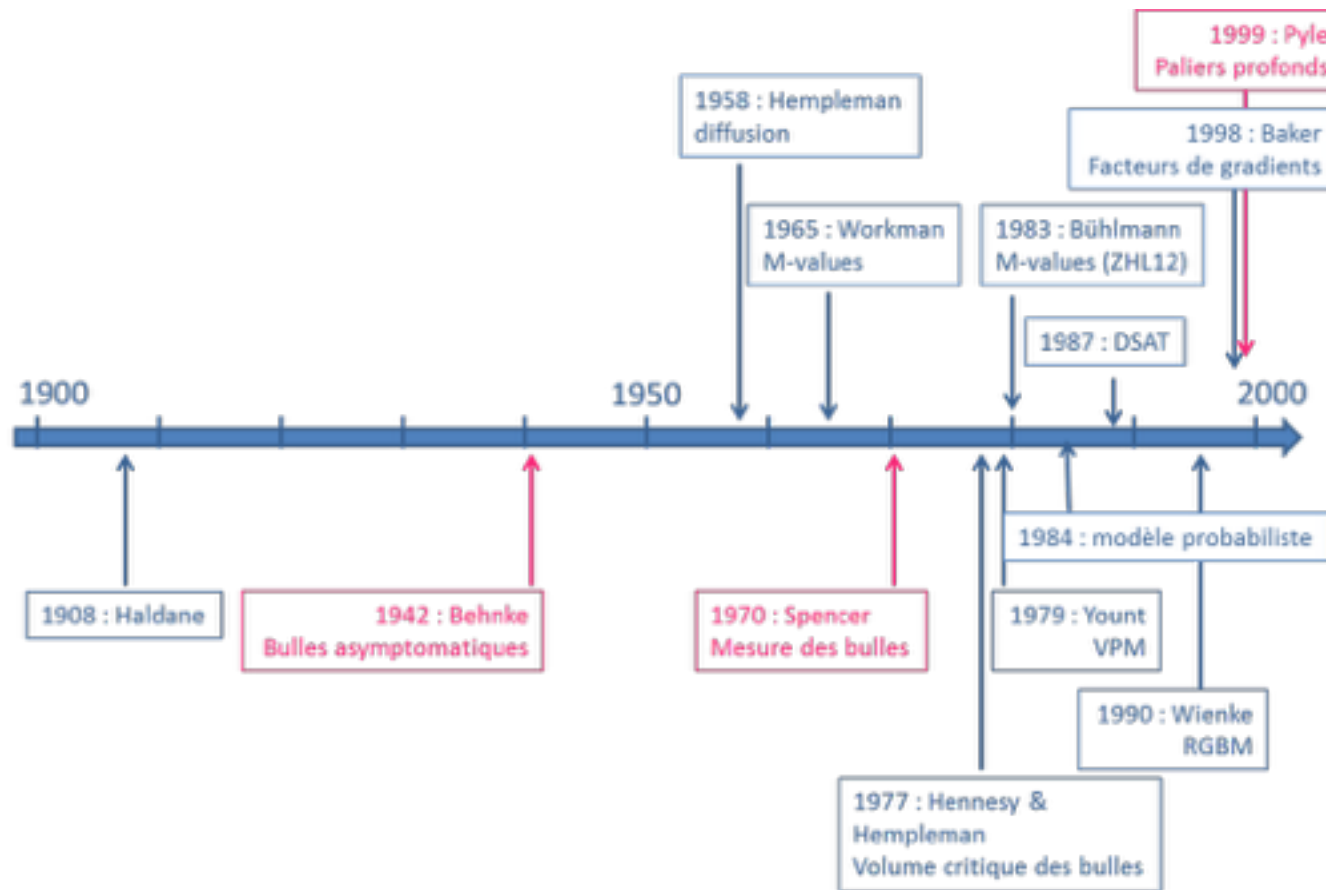 1999 : Pyle
Paliers profonds
1958 : Hempleman
diffusion
1998 : Baker
Facteurs de gradients
1965 : Workman
M-values
1983 : Bühlmann
M-values (ZHL12)
1987 : DSAT
1900
1950
2000
1984 : modèle probabiliste
1908 : Haldane
1942 : Behnke
Bulles asymptomatiques
1970 : Spencer
Mesure des bulles
1979 : Yount
VPM
1990 : Wienke
RGBM
1977 : Hennesy &
Hempleman
Volume critique des bulles